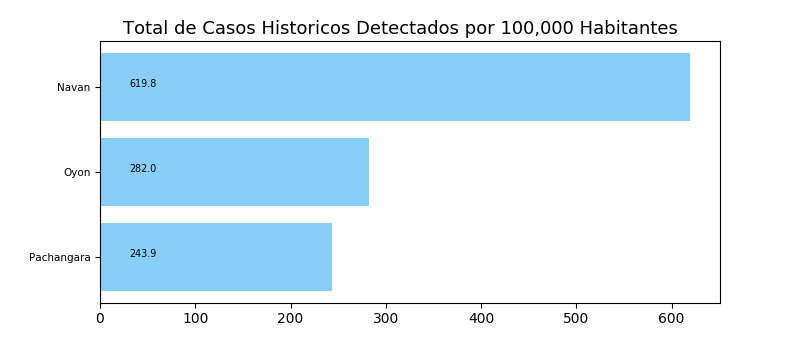 Total de Casos Historicos Detectados por 100,000 Habitantes
Navan
619.8
Oyon
282.0
Pachangara
243.9
0 100 200 300 400 500 600